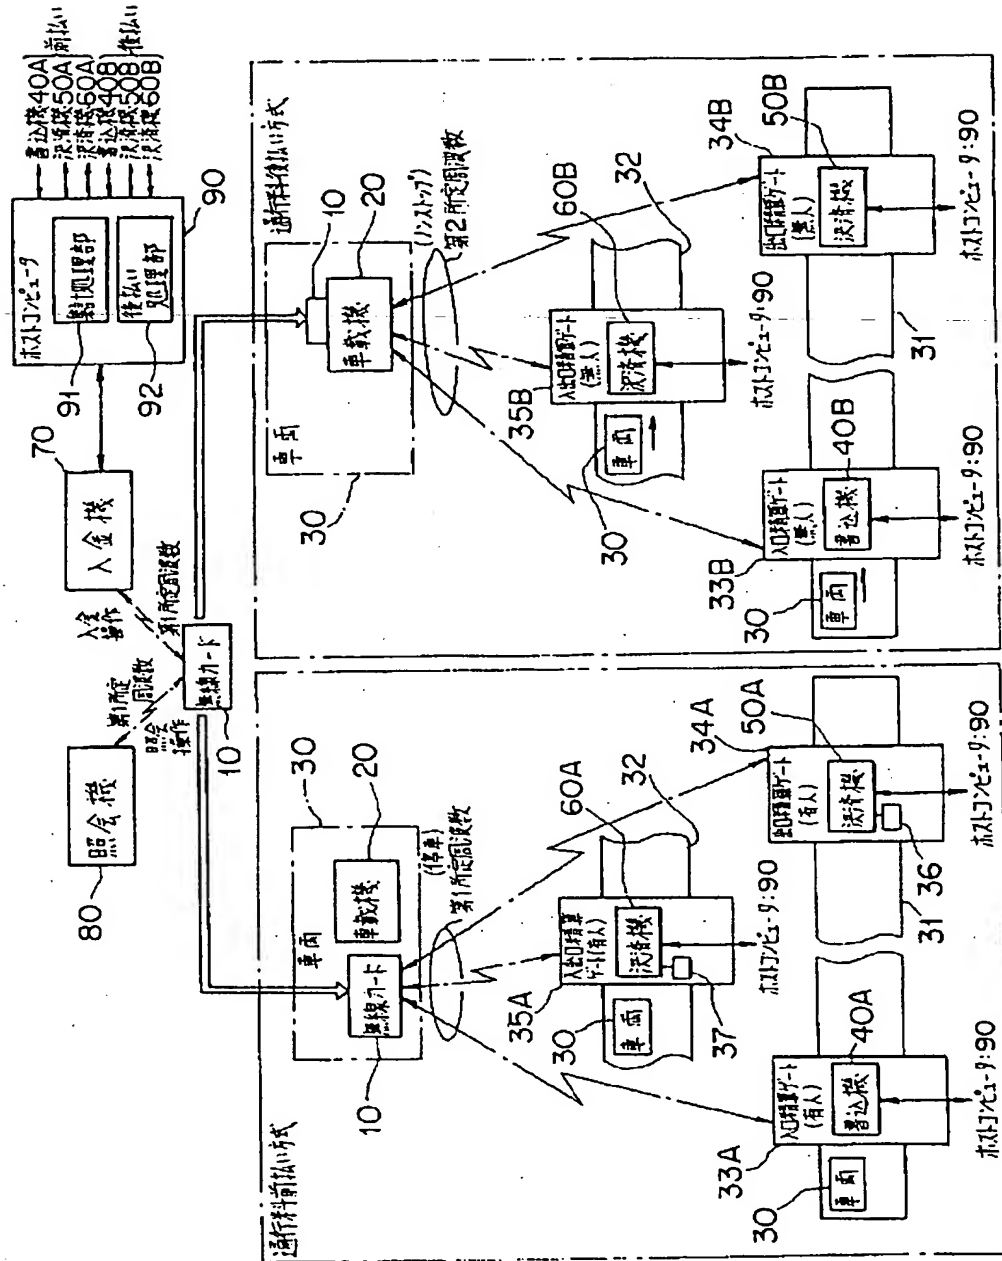 書込機40A
決済機50A
決済機60A
前払い
書込機40B
決済機50B
決済機60B
後払い
90
ホストコンピュータ
集計処理部
91
後払い
処理部
92
70
入金機
入金
操作
第1所定周波数
80
照会機
第1所定
周波数
照会
操作
無線カード
10
通行料前払い方式
30
車両
20
車載機
無線カード
10
(停車)
第1所定周波数
33A
入口精算ゲート
(有人)
書込機
40A
30
車両
ホストコンピュータ:90
35A
入出口精算
ゲート(有人)
決済機
60A
37
30
車両
32
ホストコンピュータ:90
34A
出口精算ゲート
(有人)
決済機
50A
36
31
ホストコンピュータ:90
通行料後払い方式
30
車両
10
20
車載機
(ノンストップ)
第2所定周波数
33B
入口精算ゲート
(無人)
書込機
40B
30
車両
ホストコンピュータ:90
35B
入出口精算ゲート
(無人)
決済機
60B
30
車両
32
ホストコンピュータ:90
34B
出口精算ゲート
(無人)
決済機
50B
31
ホストコンピュータ:90